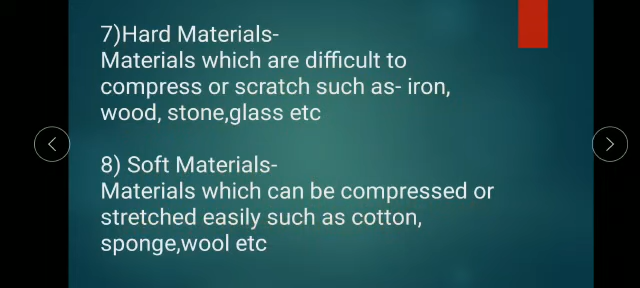 7)Hard Materials-
Materials which are difficult to
compress or scratch such as- iron,
wood, stone,glass etc
8) Soft Materials-
Materials which can be compressed or
stretched easily such as cotton,
sponge,wool etc